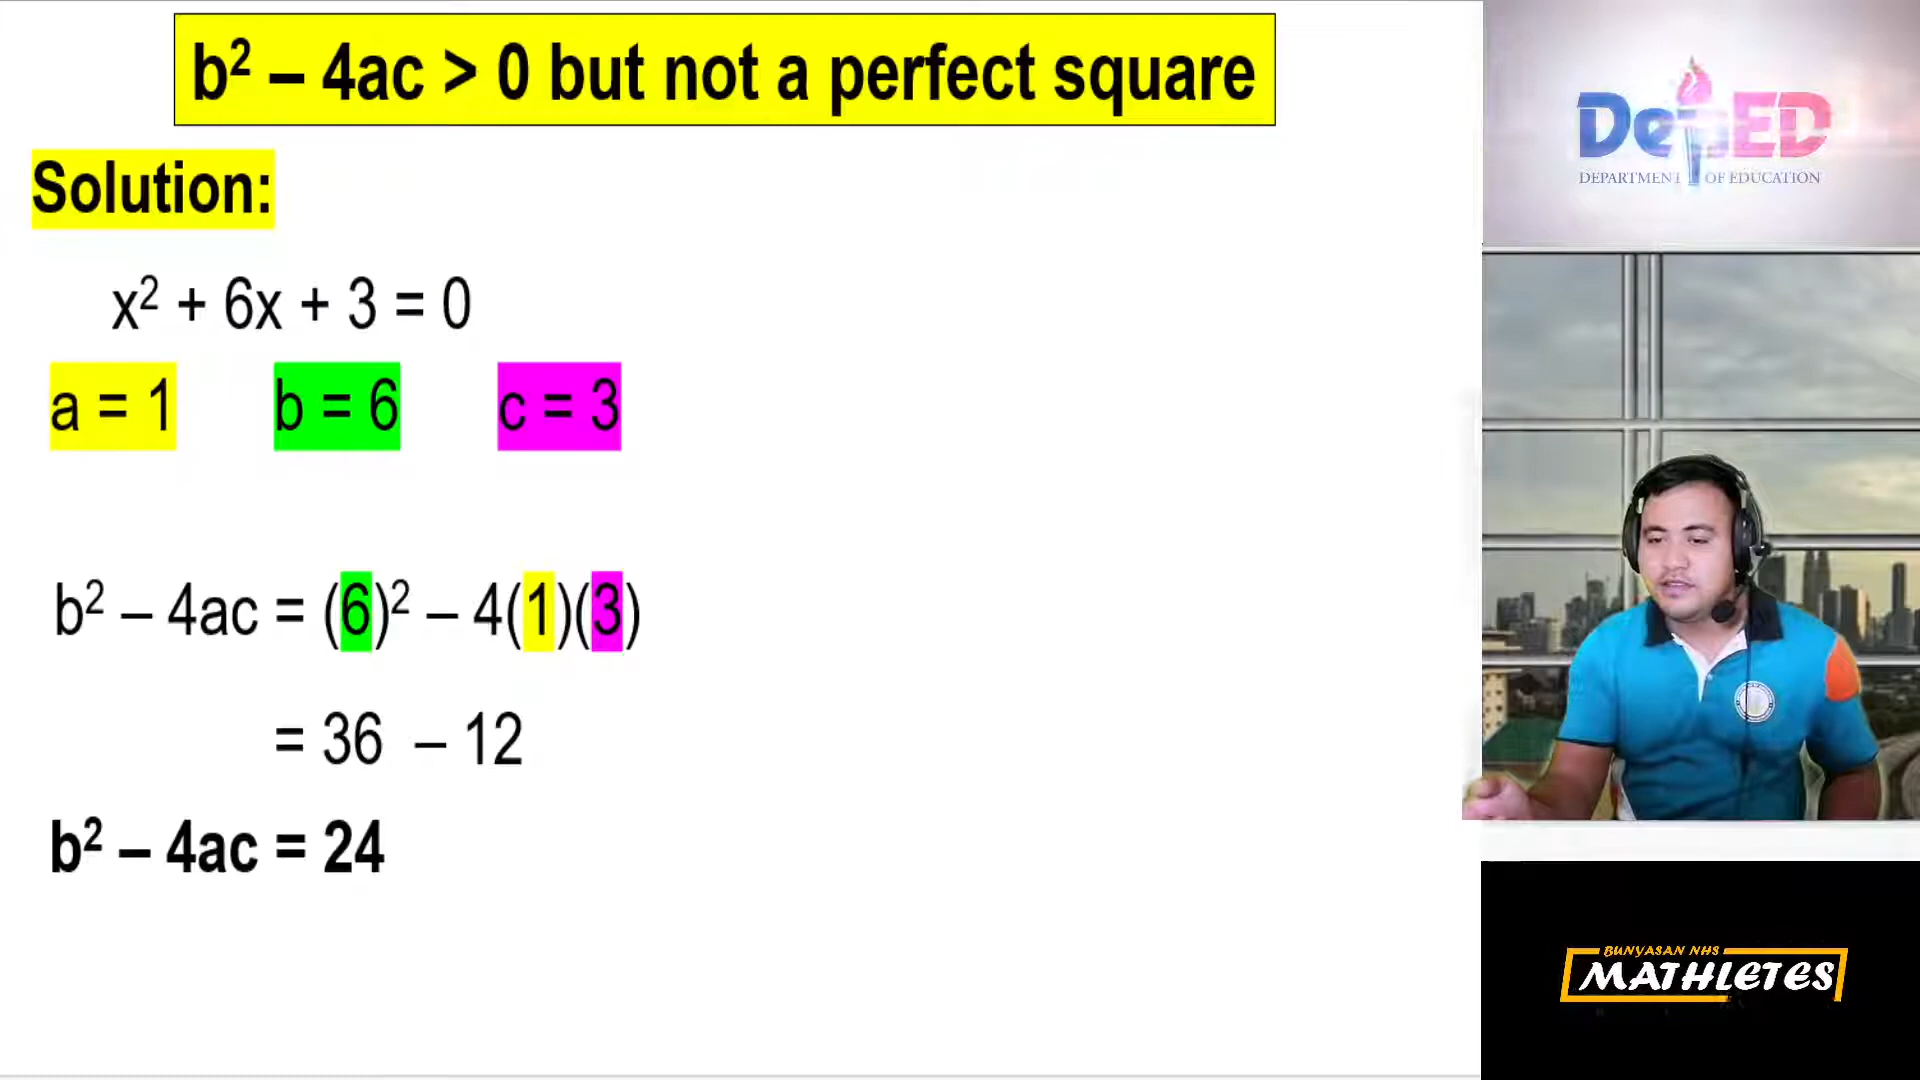 b² – 4ac > 0 but not a perfect square
Solution:
x² + 6x + 3 = 0
a = 1 b = 6 c = 3
b² – 4ac = (6)² – 4(1)(3)
= 36 – 12
b² – 4ac = 24
DepED
DEPARTMENT OF EDUCATION
BUNYASAN NHS
MATHLETES